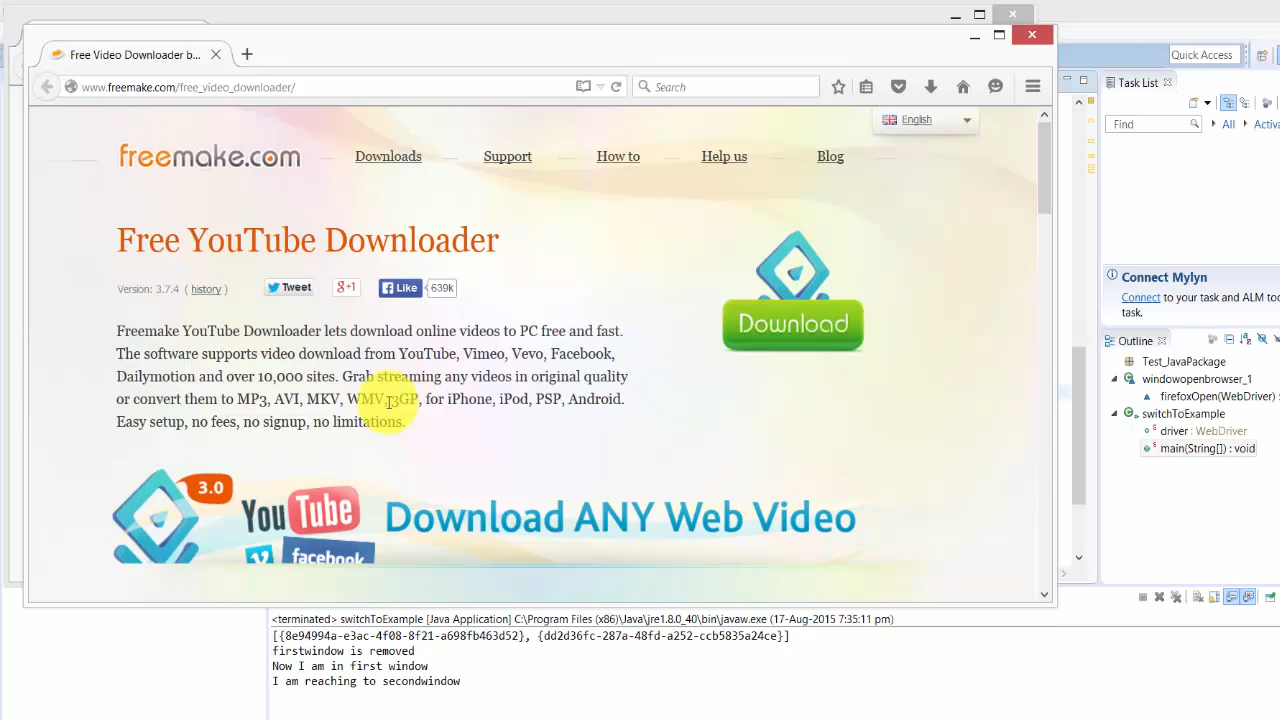 Free Video Downloader b...
www.freemake.com/free_video_downloader/
Search
English
freemake.com
Downloads
Support
How to
Help us
Blog
Free YouTube Downloader
Version: 3.7.4 ( history )
Tweet
g+1
Like
639k
Download
Freemake YouTube Downloader lets download online videos to PC free and fast.
The software supports video download from YouTube, Vimeo, Vevo, Facebook,
Dailymotion and over 10,000 sites. Grab streaming any videos in original quality
or convert them to MP3, AVI, MKV, WMV, 3GP, for iPhone, iPod, PSP, Android.
Easy setup, no fees, no signup, no limitations.
3.0
YouTube
facebook
Download ANY Web Video
Quick Access
Task List
Find
All
Activa
Connect Mylyn
Connect to your task and ALM too
task.
Outline
Test_JavaPackage
windowopenbrowser_1
firefoxOpen(WebDriver) :
switchToExample
driver : WebDriver
main(String[]) : void
<terminated> switchToExample [Java Application] C:\Program Files (x86)\Java\jre1.8.0_40\bin\javaw.exe (17-Aug-2015 7:35:11 pm)
[{8e94994a-e3ac-4f08-8f21-a698fb463d52}, {dd2d36fc-287a-48fd-a252-ccb5835a24ce}]
firstwindow is removed
Now I am in first window
I am reaching to secondwindow